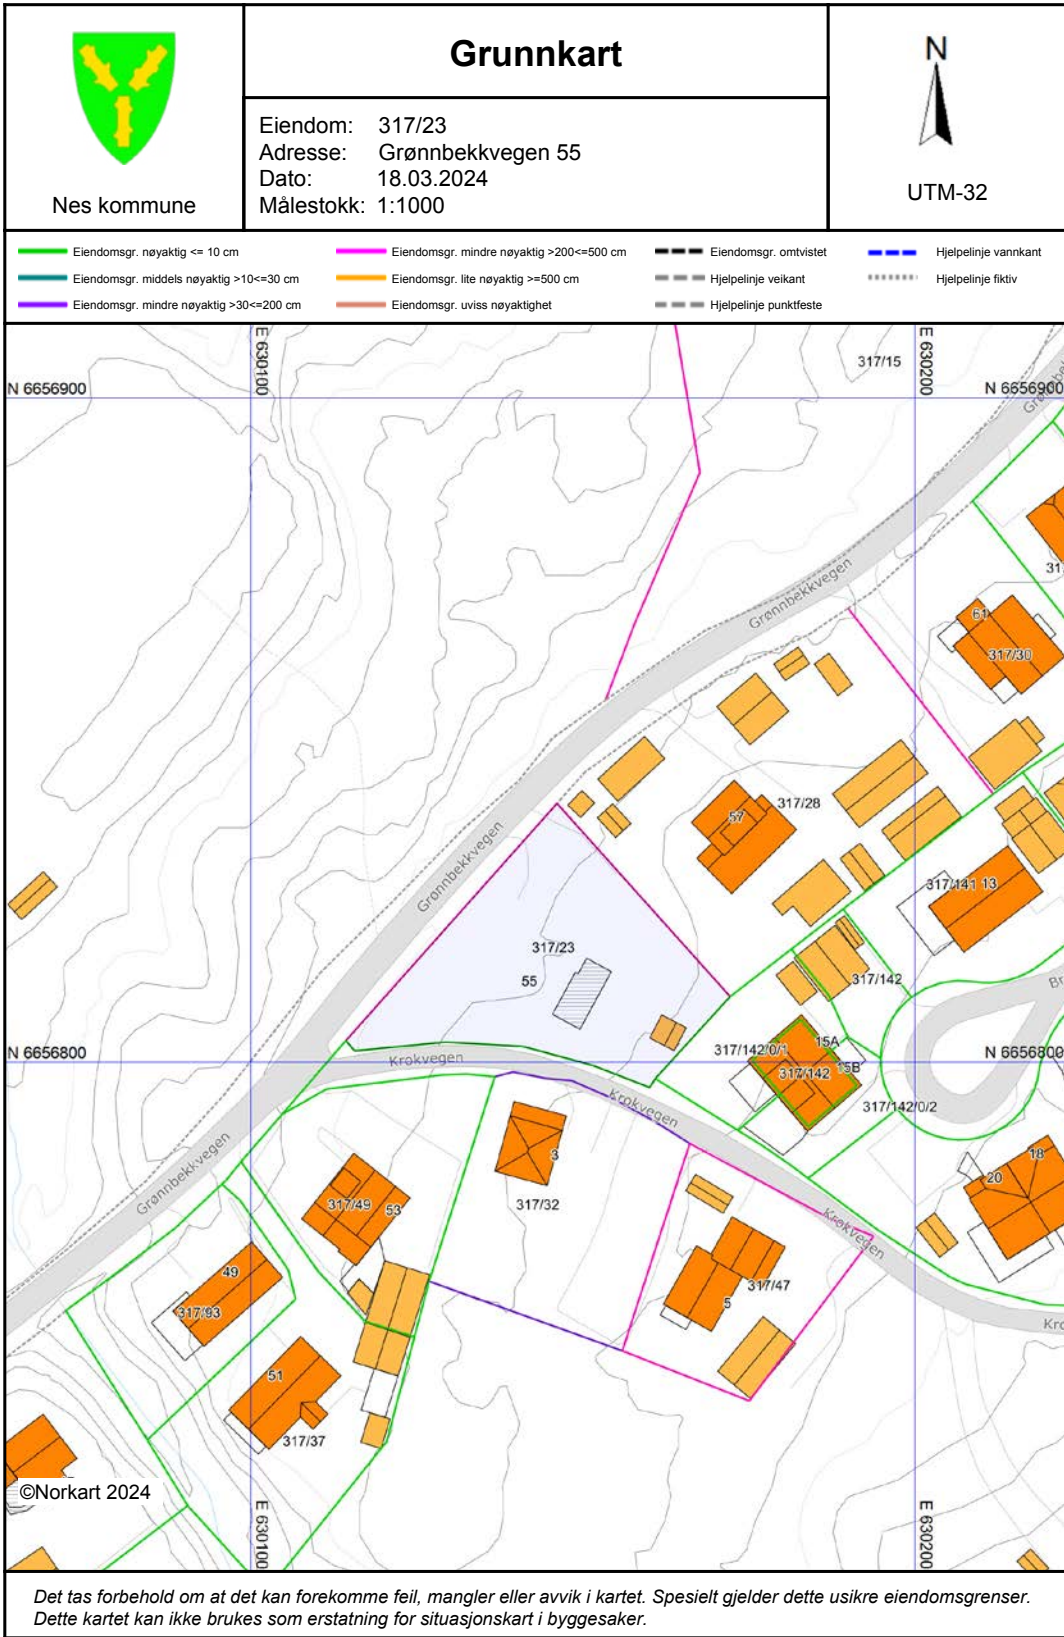 Grunnkart
Nes kommune
Eiendom: 317/23
Adresse: Grønnbekkvegen 55
Dato: 18.03.2024
Målestokk: 1:1000
N
UTM-32
Eiendomsgr. nøyaktig <= 10 cm
Eiendomsgr. middels nøyaktig >10<=30 cm
Eiendomsgr. mindre nøyaktig >30<=200 cm
Eiendomsgr. mindre nøyaktig >200<=500 cm
Eiendomsgr. lite nøyaktig >=500 cm
Eiendomsgr. uviss nøyaktighet
Eiendomsgr. omtvistet
Hjelpelinje veikant
Hjelpelinje punktfeste
Hjelpelinje vannkant
Hjelpelinje fiktiv
E 630100
E 630200
317/15
N 6656900
N 6656900
Grønnbekkvegen
61
317/30
317/28
57
Grønnbekkvegen
317/141 13
317/23
55
317/142
N 6656800
Krokvegen
317/142/0/1
15A
317/142
15B
N 6656800
317/142/0/2
Krokvegen
Grønnbekkvegen
3
317/32
317/49
53
18
20
Krokvegen
49
317/93
317/47
5
51
317/37
©Norkart 2024
E 630100
E 630200
Det tas forbehold om at det kan forekomme feil, mangler eller avvik i kartet. Spesielt gjelder dette usikre eiendomsgrenser.
Dette kartet kan ikke brukes som erstatning for situasjonskart i byggesaker.